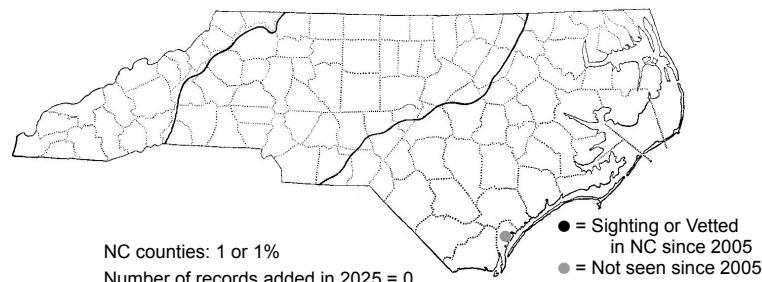 NC counties: 1 or 1%
Number of records added in 2025 = 0
● = Sighting or Vetted
in NC since 2005
● = Not seen since 2005